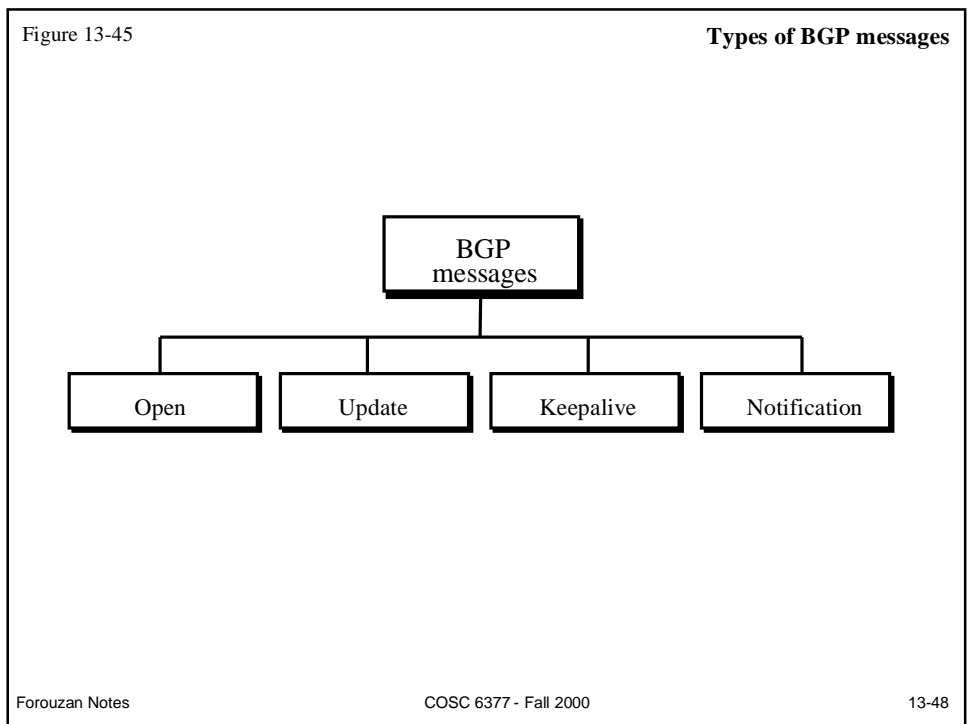 Figure 13-45
Types of BGP messages
BGP
messages
Open
Update
Keepalive
Notification
Forouzan Notes
COSC 6377 - Fall 2000
13-48